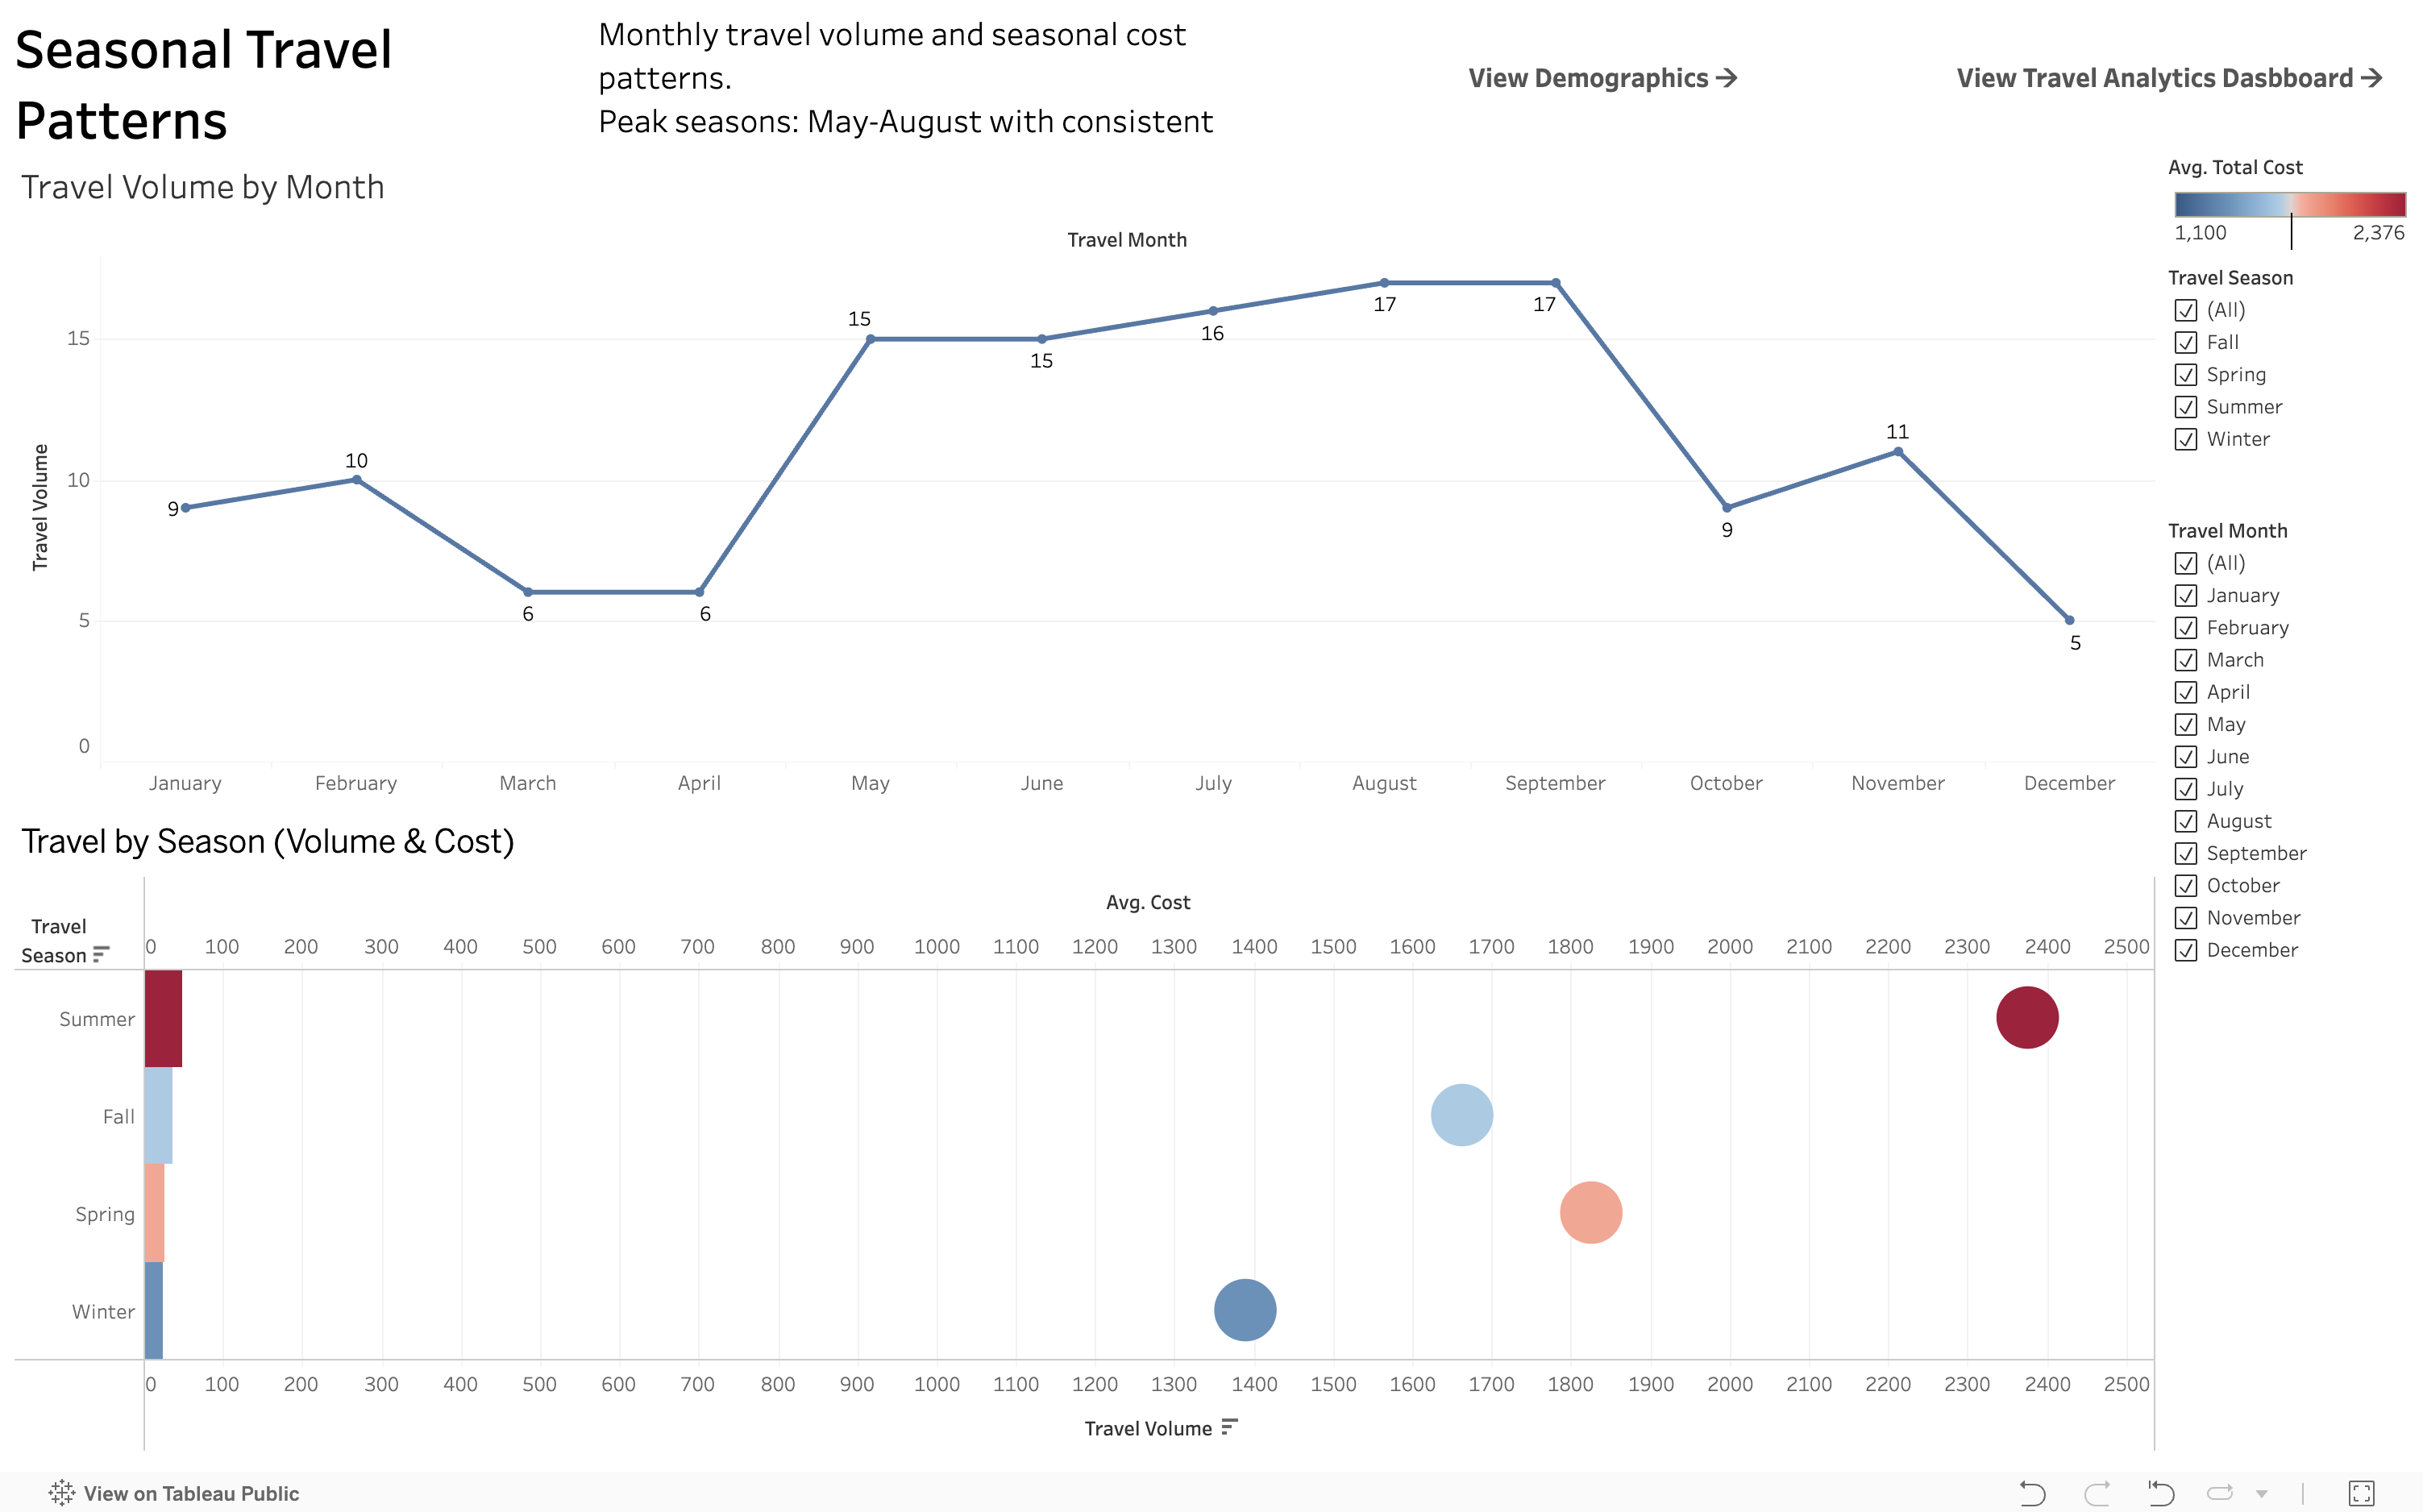 Seasonal Travel
Patterns
Monthly travel volume and seasonal cost
patterns.
Peak seasons: May-August with consistent
View Demographics →
View Travel Analytics Dasbboard →
Travel Volume by Month
Avg. Total Cost
1,100 2,376
Travel Season
(All)
Fall
Spring
Summer
Winter
Travel Month
(All)
January
February
March
April
May
June
July
August
September
October
November
December
Travel Month
Travel Volume
15
10
5
0
9
10
6
6
15
15
16
17
17
9
11
5
January February March April May June July August September October November December
Travel by Season (Volume & Cost)
Avg. Cost
Travel
Season
0 100 200 300 400 500 600 700 800 900 1000 1100 1200 1300 1400 1500 1600 1700 1800 1900 2000 2100 2200 2300 2400 2500
Summer
Fall
Spring
Winter
0 100 200 300 400 500 600 700 800 900 1000 1100 1200 1300 1400 1500 1600 1700 1800 1900 2000 2100 2200 2300 2400 2500
Travel Volume
View on Tableau Public